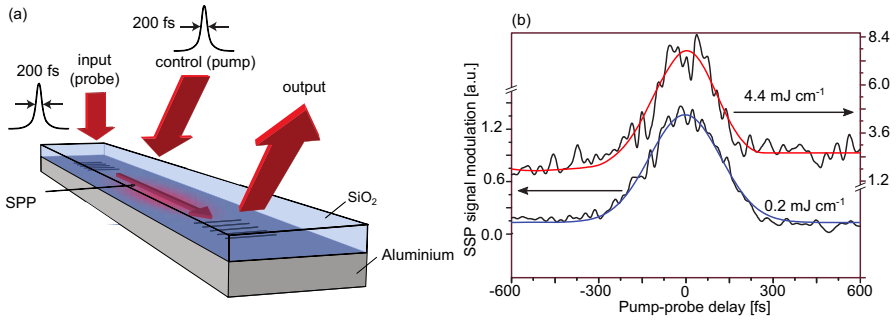 (a)
200 fs
200 fs
input
(probe)
control (pump)
output
SPP
SiO2
Aluminium
(b)
SSP signal modulation [a.u.]
1.2
0.6
0.0
8.4
6.0
3.6
1.2
4.4 mJ cm-1
0.2 mJ cm-1
-600 -300 0 300 600
Pump-probe delay [fs]